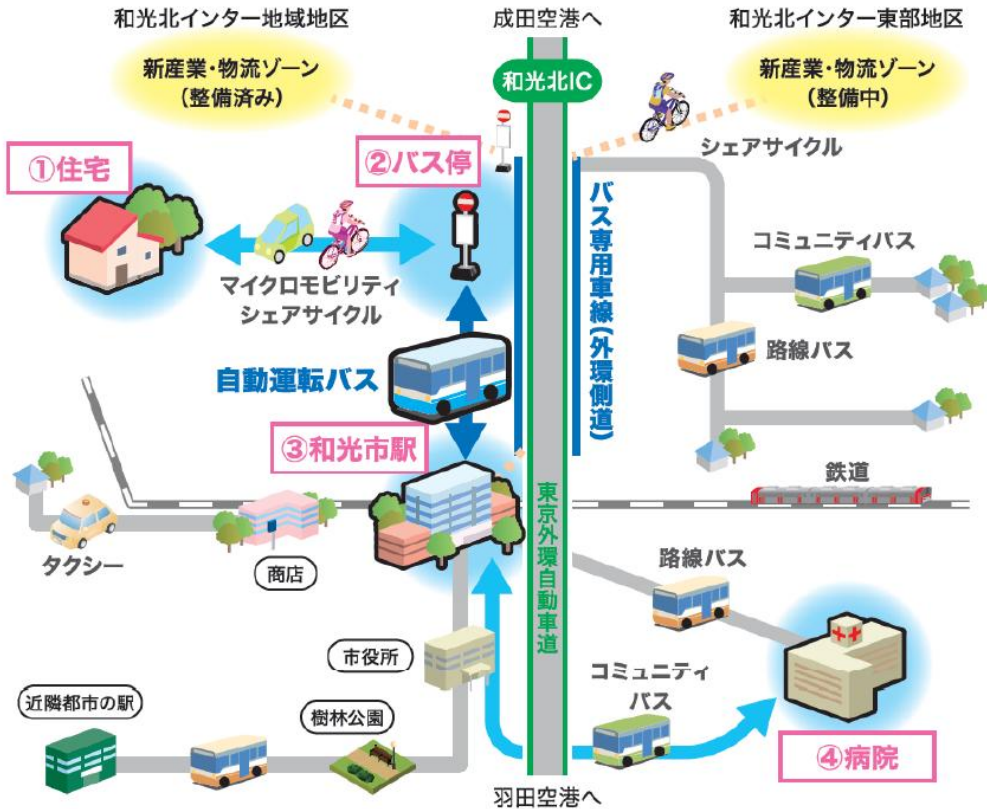 和光北インター地域地区
成田空港へ
和光北インター東部地区
新産業・物流ゾーン
(整備済み)
和光北IC
新産業・物流ゾーン
(整備中)
シェアサイクル
①住宅
②バス停
バス専用車線(外環側道)
コミュニティバス
マイクロモビリティ
シェアサイクル
路線バス
自動運転バス
③和光市駅
鉄道
東京外環自動車道
タクシー
商店
路線バス
市役所
コミュニティ
バス
近隣都市の駅
樹林公園
④病院
羽田空港へ